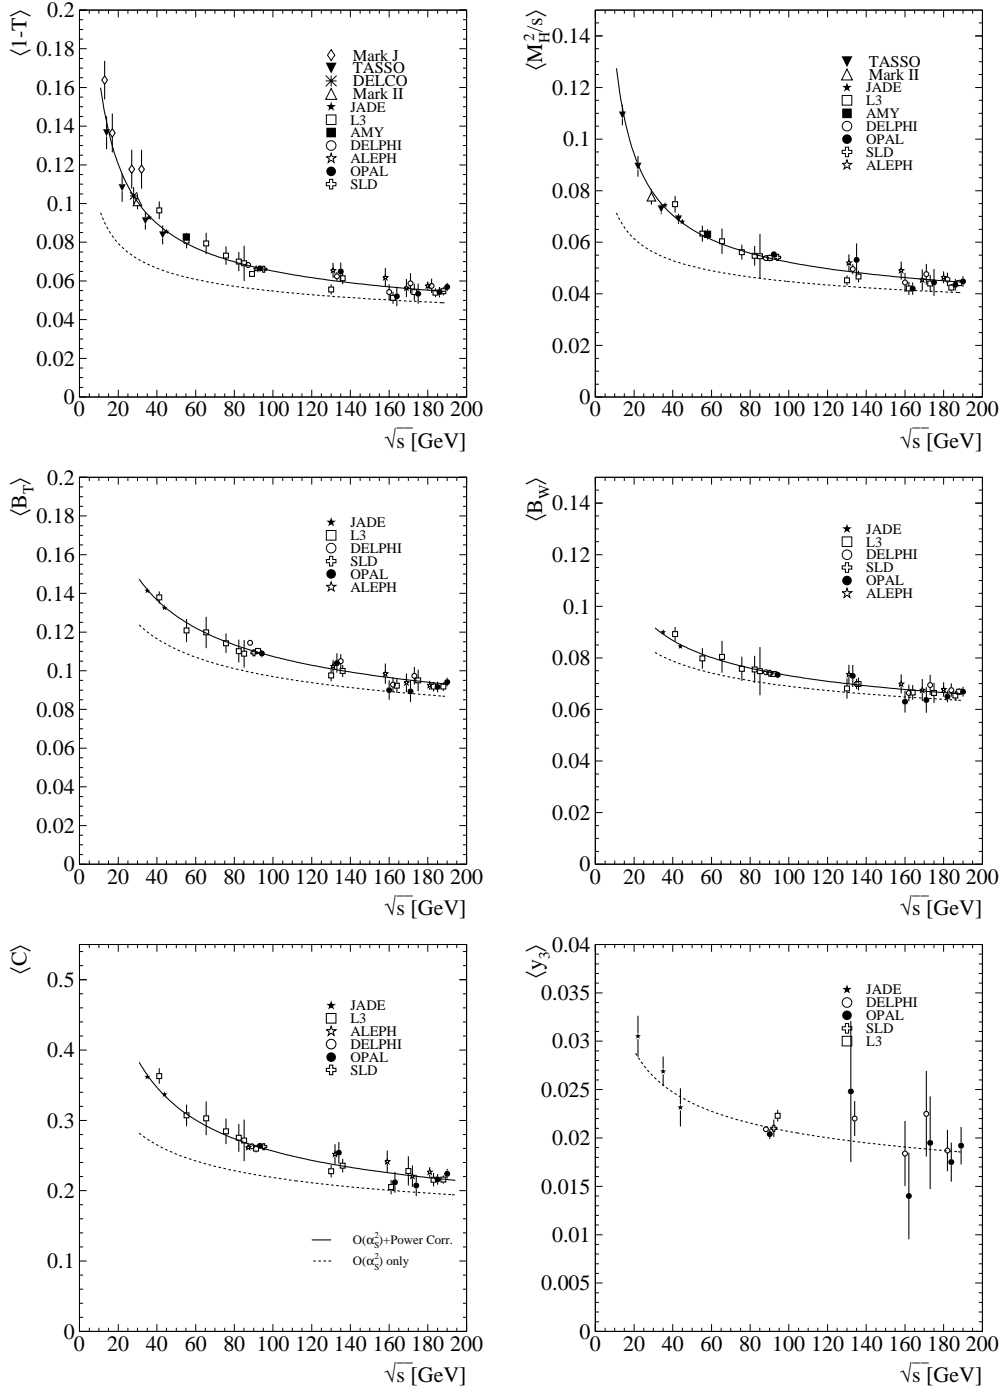 ⟨1-T⟩
0.2
0.18
0.16
0.14
0.12
0.1
0.08
0.06
0.04
0.02
0
0 20 40 60 80 100 120 140 160 180 200
√s [GeV]
Mark J
TASSO
DELCO
Mark II
JADE
L3
AMY
DELPHI
ALEPH
OPAL
SLD
⟨M_H^2/s⟩
0.14
0.12
0.1
0.08
0.06
0.04
0.02
0
0 20 40 60 80 100 120 140 160 180 200
√s [GeV]
TASSO
Mark II
JADE
L3
AMY
DELPHI
OPAL
SLD
ALEPH
⟨B_T⟩
0.2
0.18
0.16
0.14
0.12
0.1
0.08
0.06
0.04
0.02
0
0 20 40 60 80 100 120 140 160 180 200
√s [GeV]
JADE
L3
DELPHI
SLD
OPAL
ALEPH
⟨B_W⟩
0.14
0.12
0.1
0.08
0.06
0.04
0.02
0
0 20 40 60 80 100 120 140 160 180 200
√s [GeV]
JADE
L3
DELPHI
SLD
OPAL
ALEPH
⟨C⟩
0.5
0.4
0.3
0.2
0.1
0
0 20 40 60 80 100 120 140 160 180 200
√s [GeV]
JADE
L3
ALEPH
DELPHI
OPAL
SLD
O(α_S^2)+Power Corr.
O(α_S^2) only
⟨y_3⟩
0.04
0.035
0.03
0.025
0.02
0.015
0.01
0.005
0
0 20 40 60 80 100 120 140 160 180 200
√s [GeV]
JADE
DELPHI
OPAL
SLD
L3